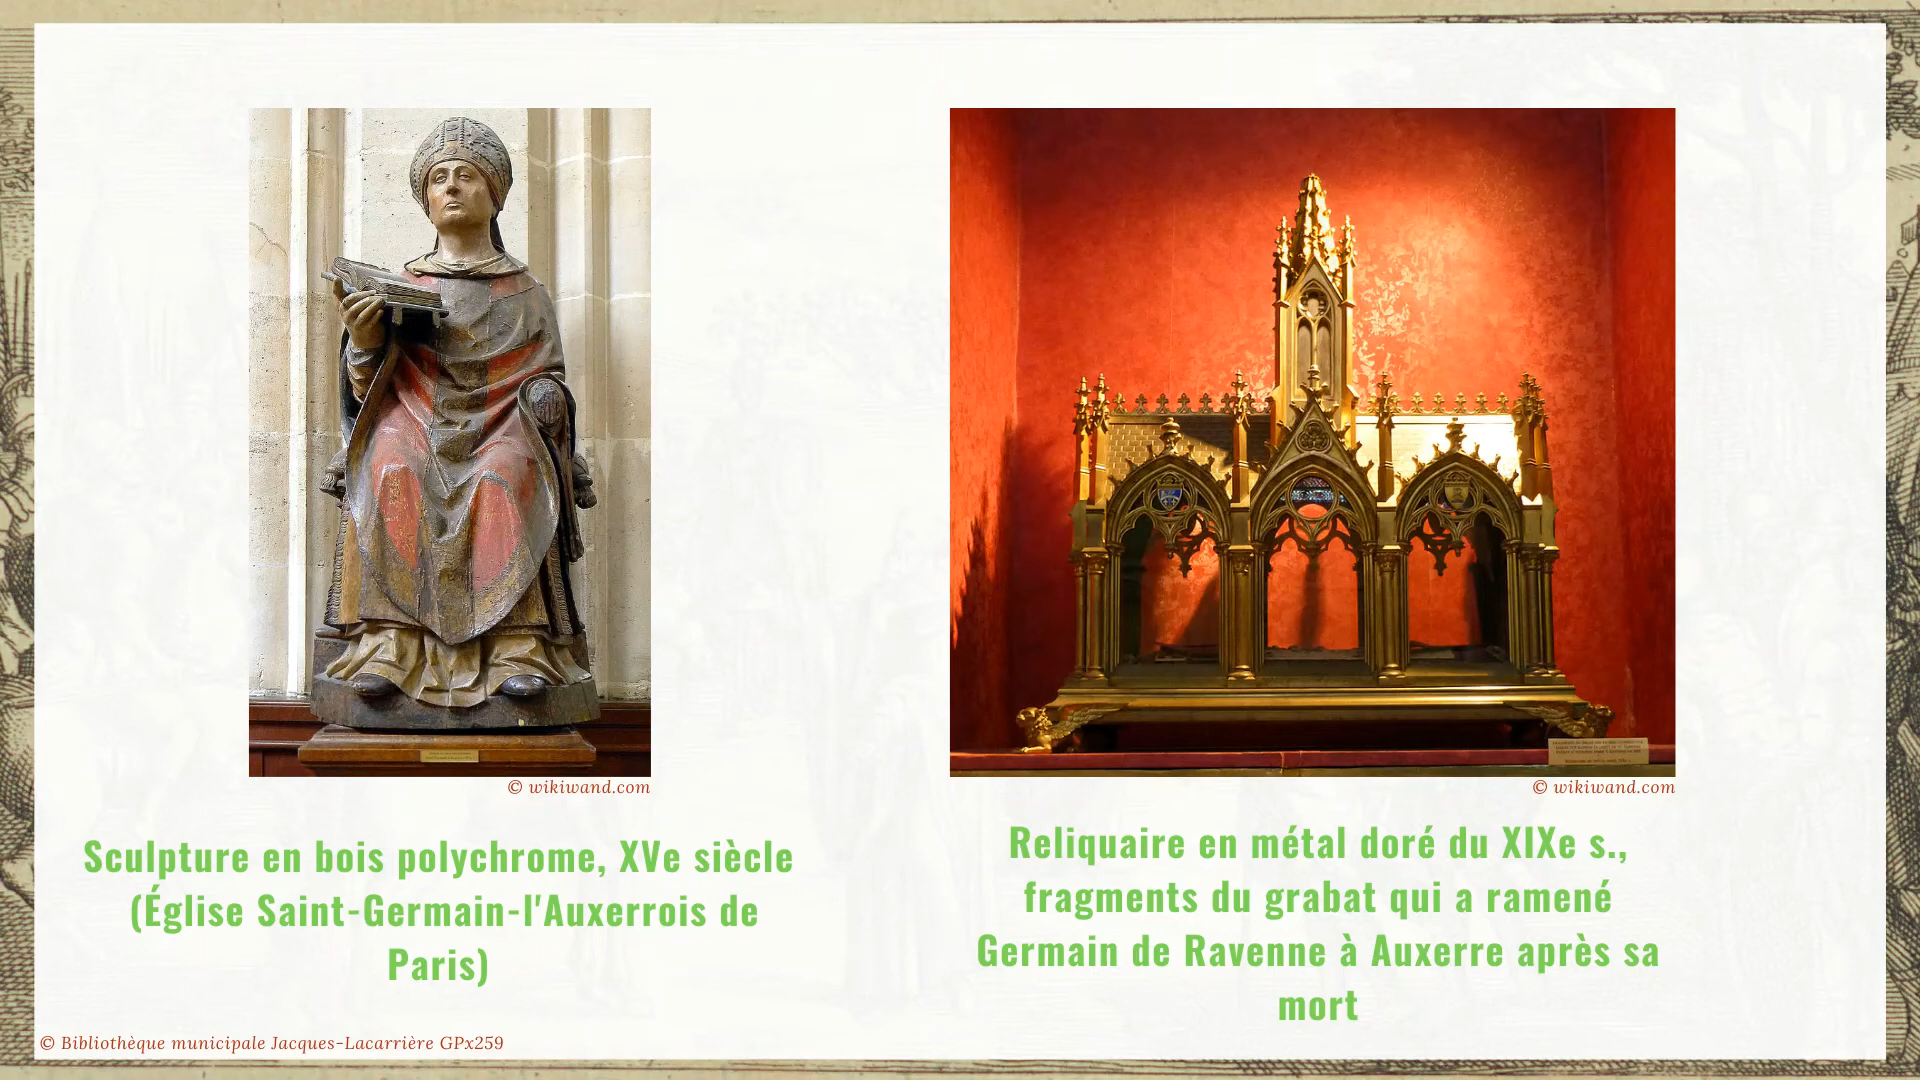 © wikiwand.com
Sculpture en bois polychrome, XVe siècle
(Église Saint-Germain-l'Auxerrois de
Paris)
© wikiwand.com
Reliquaire en métal doré du XIXe s.,
fragments du grabat qui a ramené
Germain de Ravenne à Auxerre après sa
mort
© Bibliothèque municipale Jacques-Lacarrière GPx259